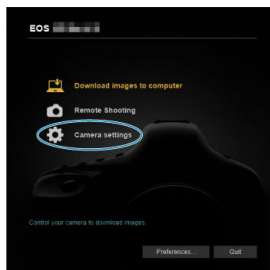 EOS
Download images to computer
Remote Shooting
Camera settings
Control your camera to download images.
Preferences... Quit